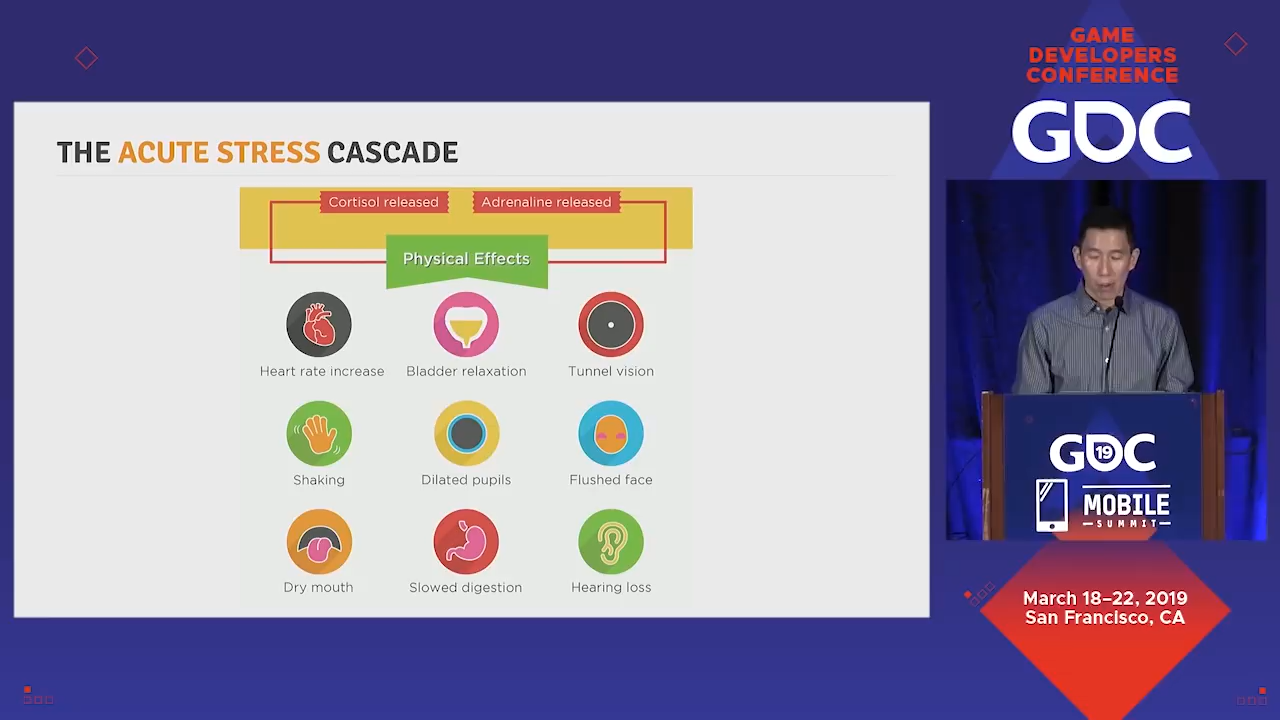 GAME
DEVELOPERS
CONFERENCE
GDC
THE ACUTE STRESS CASCADE
Cortisol released
Adrenaline released
Physical Effects
Heart rate increase
Bladder relaxation
Tunnel vision
Shaking
Dilated pupils
Flushed face
Dry mouth
Slowed digestion
Hearing loss
GDC 19
MOBILE
SUMMIT
March 18–22, 2019
San Francisco, CA